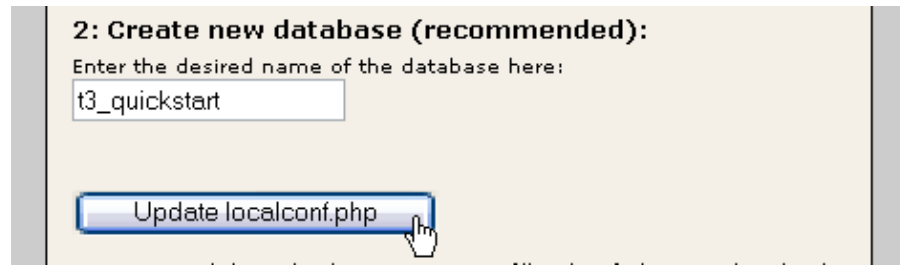 2: Create new database (recommended):
Enter the desired name of the database here:
t3_quickstart
Update localconf.php